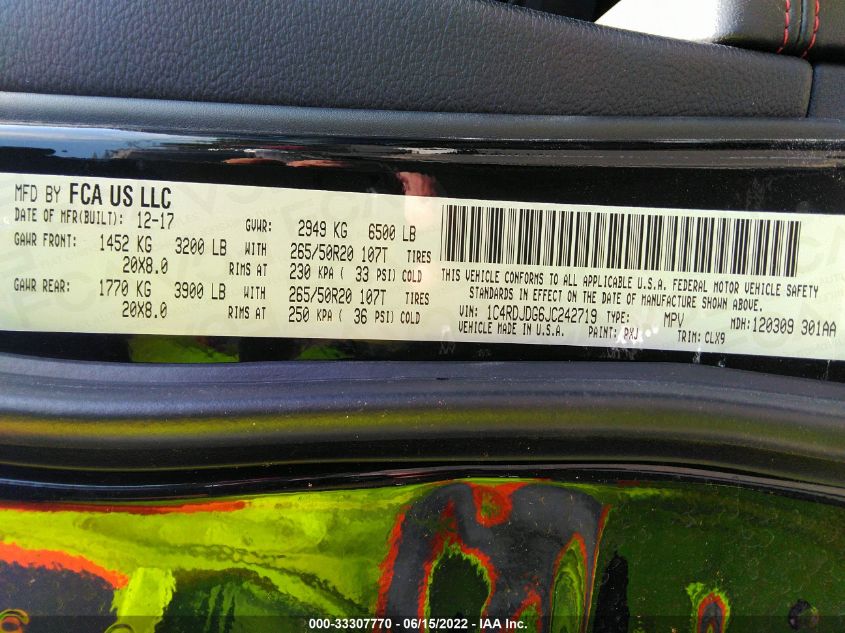 MFD BY FCA US LLC
DATE OF MFR(BUILT): 12-17 GVWR: 2949 KG 6500 LB
GAWR FRONT: 1452 KG 3200 LB WITH 265/50R20 107T TIRES
20X8.0 RIMS AT 230 KPA ( 33 PSI) COLD
GAWR REAR: 1770 KG 3900 LB WITH 265/50R20 107T TIRES
20X8.0 RIMS AT 250 KPA ( 36 PSI) COLD
THIS VEHICLE CONFORMS TO ALL APPLICABLE U.S.A. FEDERAL MOTOR VEHICLE SAFETY
STANDARDS IN EFFECT ON THE DATE OF MANUFACTURE SHOWN ABOVE.
VIN: 1C4RDJDG6JC242719 TYPE: MPV MDH: 120309 301AA
VEHICLE MADE IN U.S.A. PAINT: PXJ TRIM: CLX9
000-33307770 - 06/15/2022 - IAA Inc.